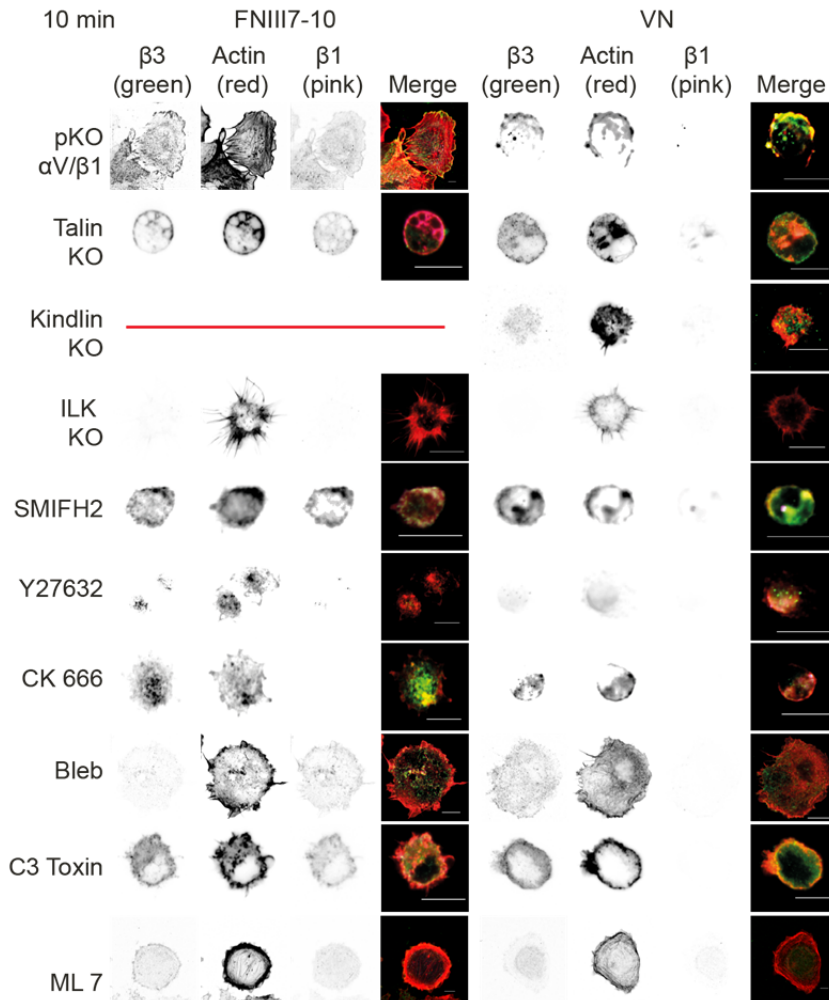 10 min FNIII7-10 VN
β3 Actin β1 β3 Actin β1
(green) (red) (pink) Merge (green) (red) (pink) Merge
pKO
αV/β1
Talin
KO
Kindlin
KO
ILK
KO
SMIFH2
Y27632
CK 666
Bleb
C3 Toxin
ML 7